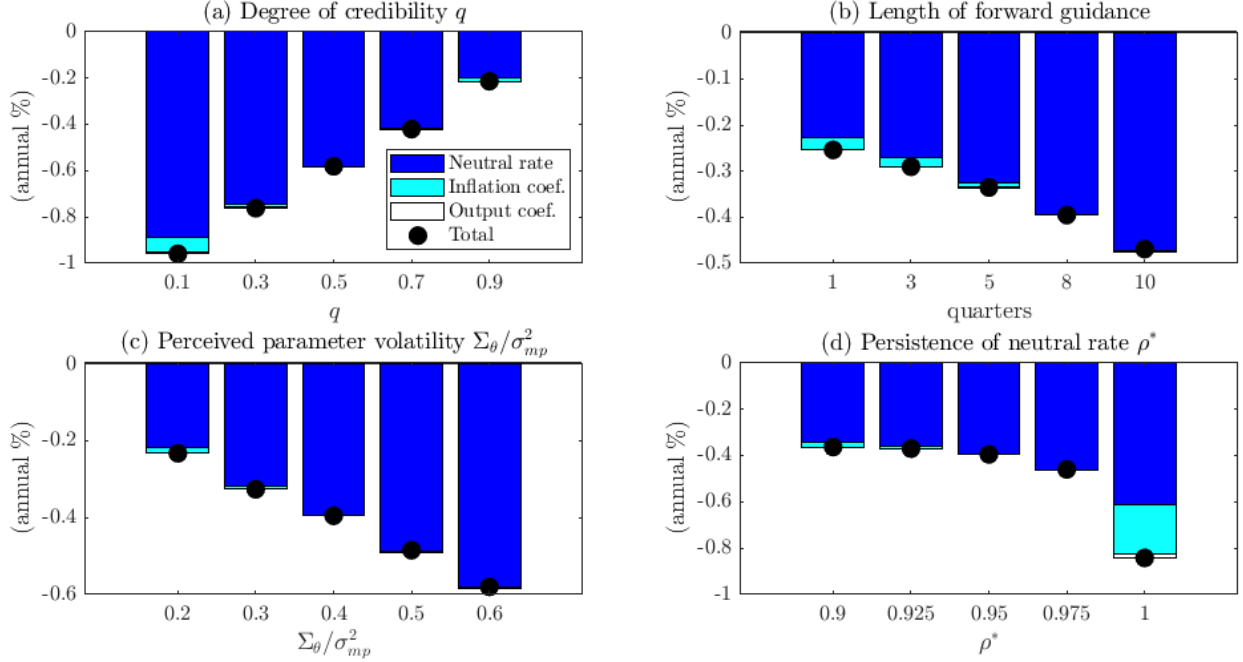 (a) Degree of credibility q
(annual %)
0
-0.2
-0.4
-0.6
-0.8
-1
Neutral rate
Inflation coef.
Output coef.
Total
0.1 0.3 0.5 0.7 0.9
q
(b) Length of forward guidance
(annual %)
0
-0.1
-0.2
-0.3
-0.4
-0.5
1 3 5 8 10
quarters
(c) Perceived parameter volatility Σ_θ/σ²_mp
(annual %)
0
-0.2
-0.4
-0.6
0.2 0.3 0.4 0.5 0.6
Σ_θ/σ²_mp
(d) Persistence of neutral rate ρ*
(annual %)
0
-0.2
-0.4
-0.6
-0.8
-1
0.9 0.925 0.95 0.975 1
ρ*